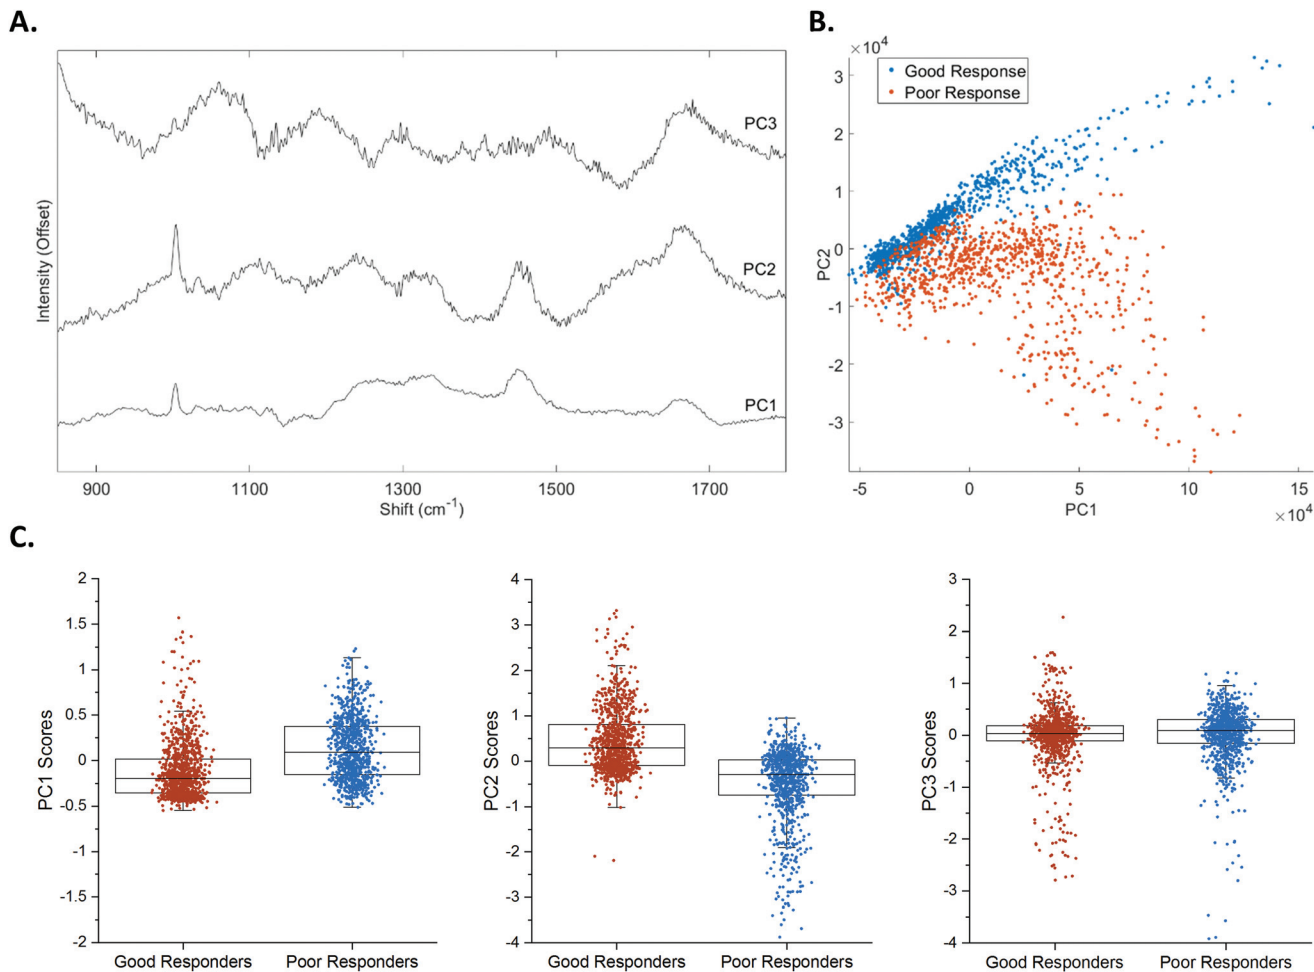 A.
PC3
PC2
PC1
Intensity (Offset)
900 1100 1300 1500 1700
Shift (cm⁻¹)
B.
×10⁴
Good Response
Poor Response
3
2
1
0
-1
-2
-3
PC2
-5 0 5 10 15
PC1
×10⁴
C.
2
1.5
1
0.5
0
-0.5
-1
-1.5
-2
PC1 Scores
Good Responders Poor Responders
4
3
2
1
0
-1
-2
-3
-4
PC2 Scores
Good Responders Poor Responders
3
2
1
0
-1
-2
-3
-4
PC3 Scores
Good Responders Poor Responders